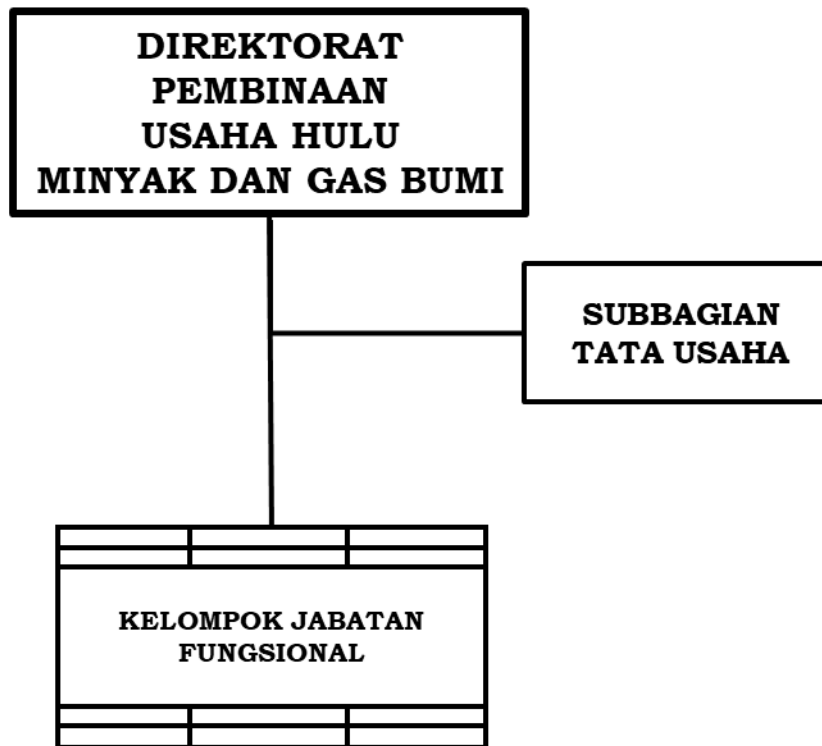 DIREKTORAT
PEMBINAAN
USAHA HULU
MINYAK DAN GAS BUMI
SUBBAGIAN
TATA USAHA
KELOMPOK JABATAN
FUNGSIONAL